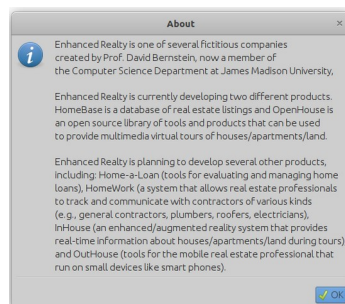 About
×
Enhanced Realty is one of several fictitious companies
created by Prof. David Bernstein, now a member of
the Computer Science Department at James Madison University,
Enhanced Realty is currently developing two different products.
HomeBase is a database of real estate listings and OpenHouse is
an open source library of tools and products that can be used
to provide multimedia virtual tours of houses/apartments/land.
Enhanced Realty is planning to develop several other products,
including: Home-a-Loan (tools for evaluating and managing home
loans), HomeWork (a system that allows real estate professionals
to track and communicate with contractors of various kinds
(e.g., general contractors, plumbers, roofers, electricians),
InHouse (an enhanced/augmented reality system that provides
real-time information about houses/apartments/land during tours)
and OutHouse (tools for the mobile real estate professional that
run on small devices like smart phones).
OK